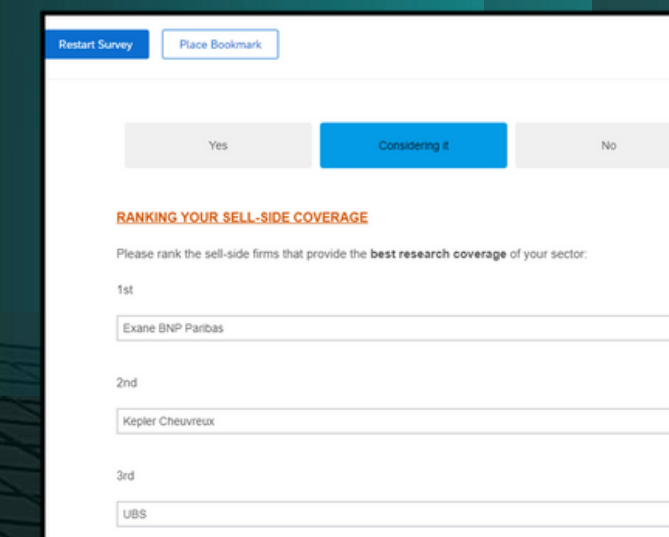 Restart Survey Place Bookmark
Yes Considering it No
RANKING YOUR SELL-SIDE COVERAGE
Please rank the sell-side firms that provide the best research coverage of your sector:
1st
Exane BNP Paribas
2nd
Kepler Cheuvreux
3rd
UBS